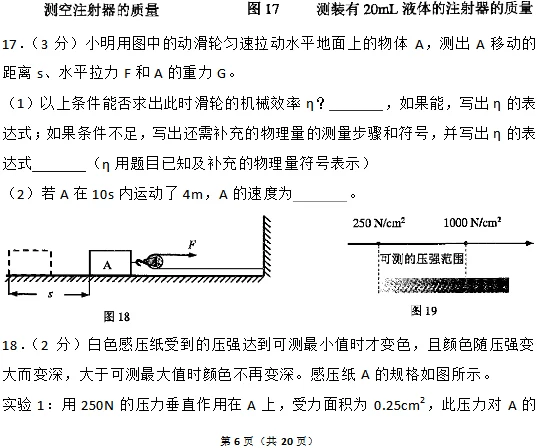 测空注射器的质量 图 17 测装有 20mL 液体的注射器的质量
17.(3 分)小明用图中的动滑轮匀速拉动水平地面上的物体 A，测出 A 移动的
距离 s、水平拉力 F 和 A 的重力 G。
(1) 以上条件能否求出此时滑轮的机械效率 η？_______，如果能，写出 η 的表
达式；如果条件不足，写出还需补充的物理量的测量步骤和符号，并写出 η 的表
达式_______（η 用题目已知及补充的物理量符号表示）
(2) 若 A 在 10s 内运动了 4m，A 的速度为_______。
A F
s
图 18
250 N/cm² 1000 N/cm²
可测的压强范围
图 19
18.(2 分)白色感压纸受到的压强达到可测最小值时才变色，且颜色随压强变
大而变深，大于可测最大值时颜色不再变深。感压纸 A 的规格如图所示。
实验 1：用 250N 的压力垂直作用在 A 上，受力面积为 0.25cm²，此压力对 A 的
第 6 页（共 20 页）